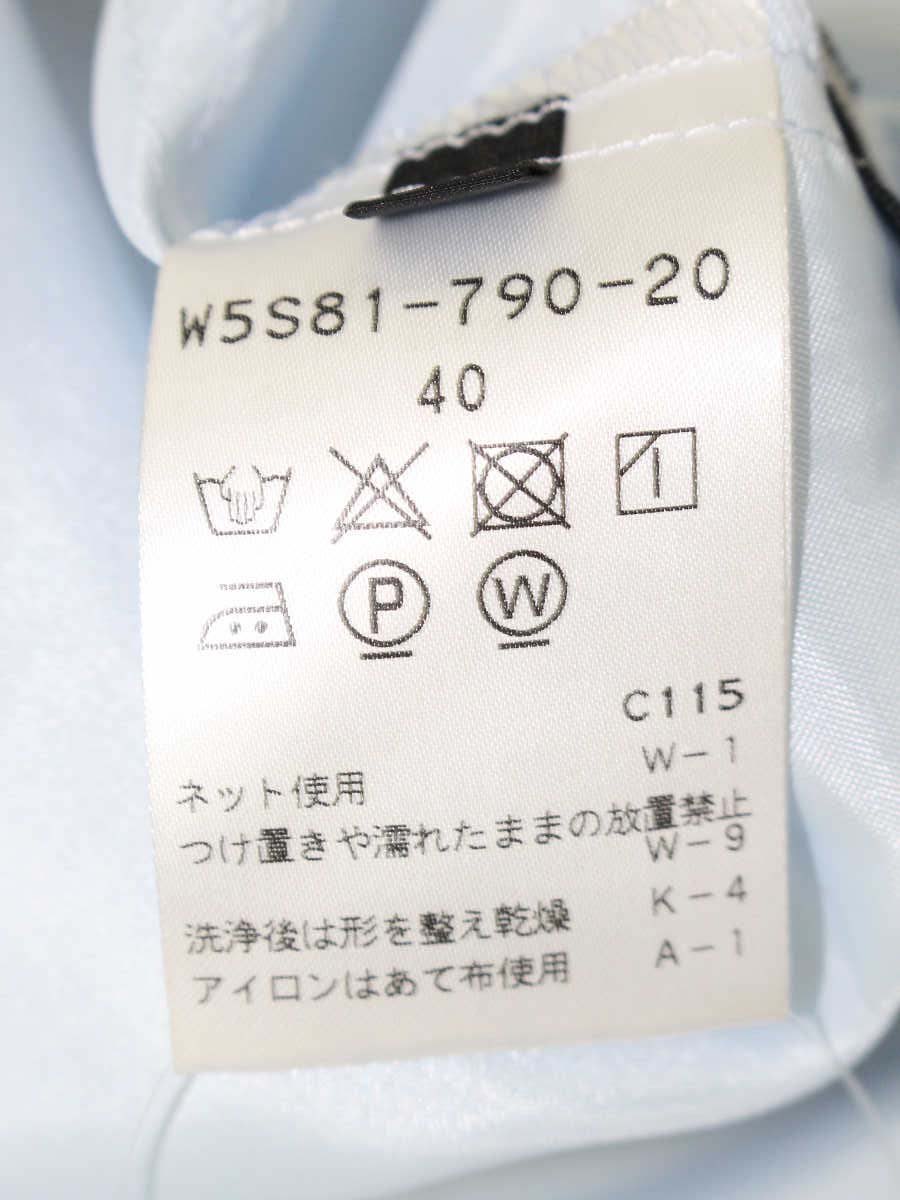 W5S81-790-20
40
P W
C115
W-1
ネット使用
つけ置きや濡れたままの放置禁止
W-9
K-4
洗浄後は形を整え乾燥
A-1
アイロンはあて布使用